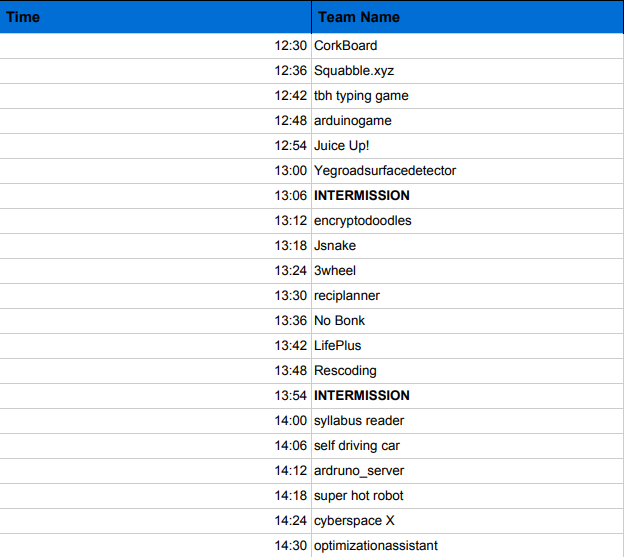 Time Team Name
12:30 CorkBoard
12:36 Squabble.xyz
12:42 tbh typing game
12:48 arduinogame
12:54 Juice Up!
13:00 Yegroadsurfacedetector
13:06 INTERMISSION
13:12 encryptodoodles
13:18 Jsnake
13:24 3wheel
13:30 reciplanner
13:36 No Bonk
13:42 LifePlus
13:48 Rescoding
13:54 INTERMISSION
14:00 syllabus reader
14:06 self driving car
14:12 ardruno_server
14:18 super hot robot
14:24 cyberspace X
14:30 optimizationassistant